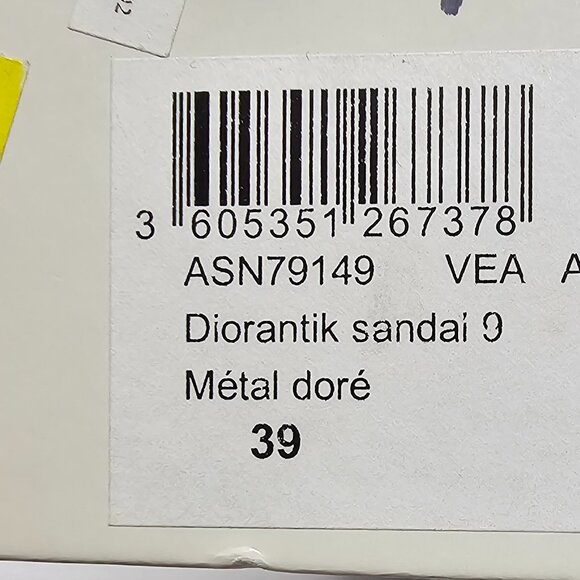 3 605351 267378
ASN79149 VEA A
Diorantik sandal 9
Métal doré
39